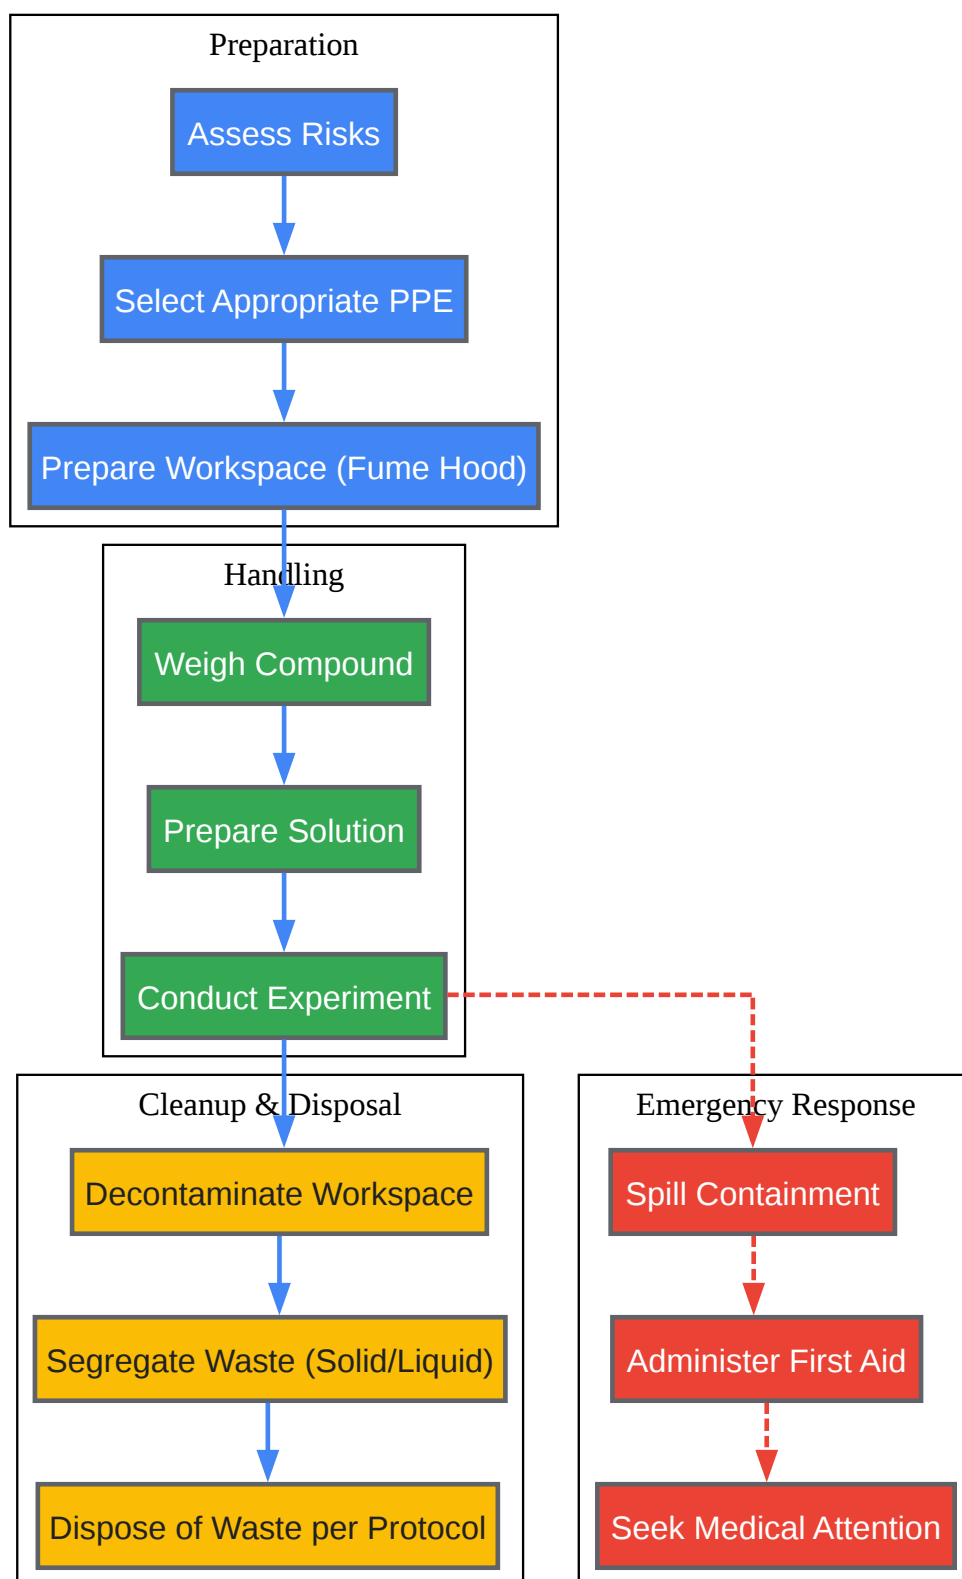 Preparation
Assess Risks
Select Appropriate PPE
Prepare Workspace (Fume Hood)
Handling
Weigh Compound
Prepare Solution
Conduct Experiment
Cleanup & Disposal
Decontaminate Workspace
Segregate Waste (Solid/Liquid)
Dispose of Waste per Protocol
Emergency Response
Spill Containment
Administer First Aid
Seek Medical Attention